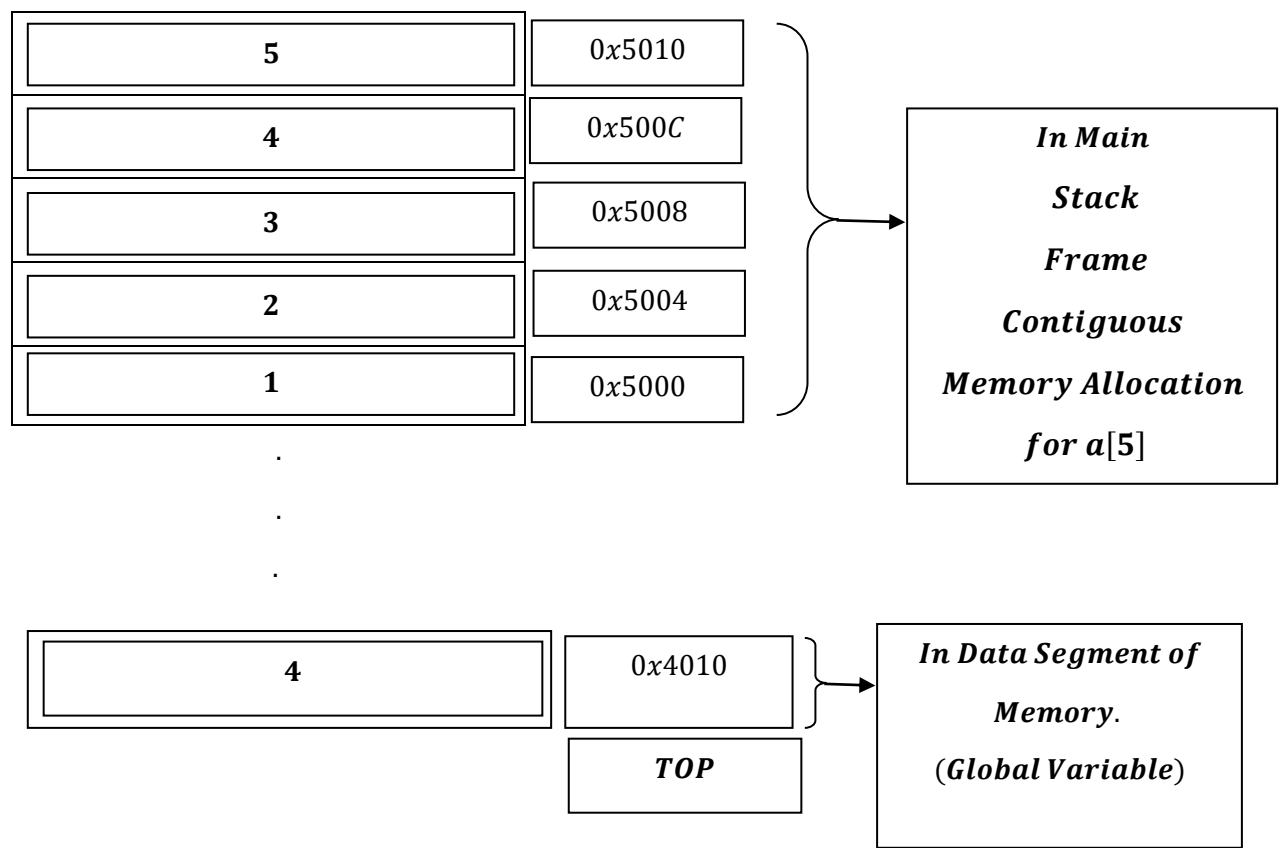 5 0x5010
4 0x500C
3 0x5008
2 0x5004
1 0x5000
In Main
Stack
Frame
Contiguous
Memory Allocation
for a[5]
.
.
.
4 0x4010
TOP
In Data Segment of
Memory.
(Global Variable)